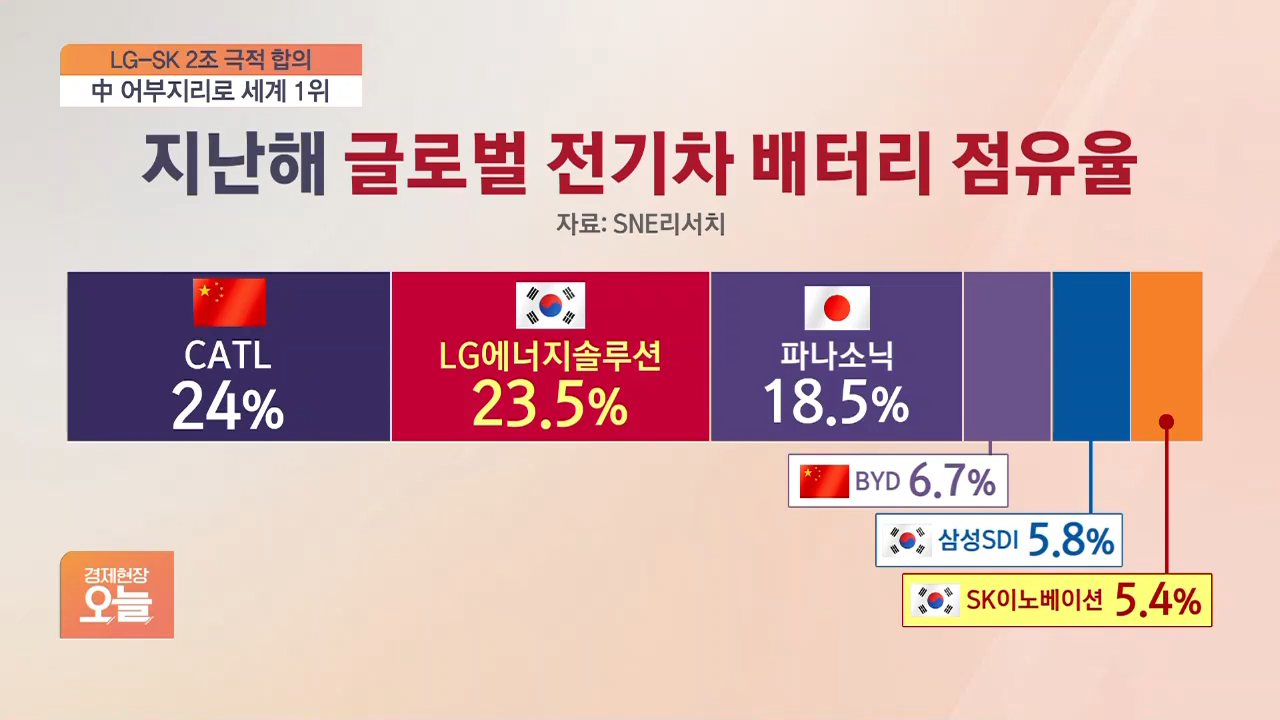 LG-SK 2조 극적 합의
中 어부지리로 세계 1위
지난해 글로벌 전기차 배터리 점유율
자료: SNE리서치
CATL
24%
LG에너지솔루션
23.5%
파나소닉
18.5%
BYD 6.7%
삼성SDI 5.8%
SK이노베이션 5.4%
경제현장
오늘